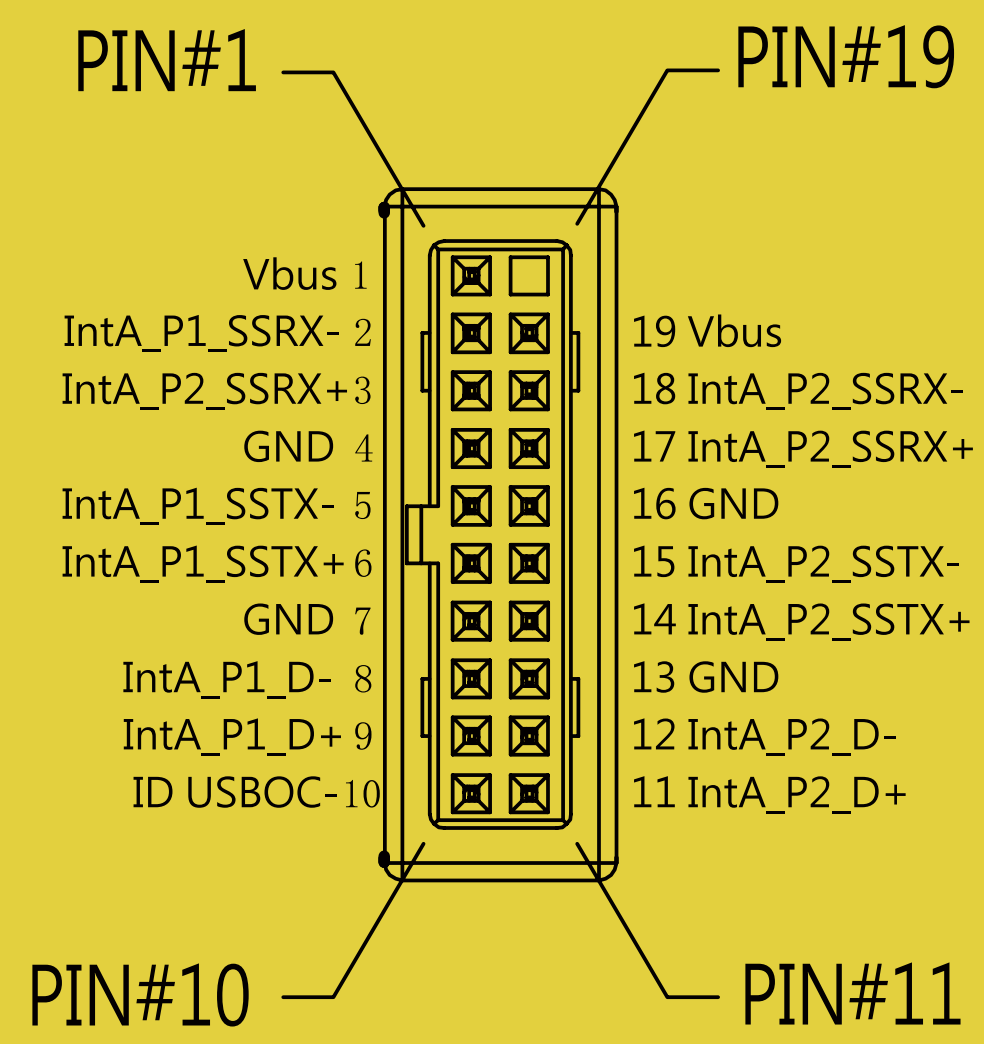 PIN#1
PIN#19
Vbus 1
IntA_P1_SSRX- 2
19 Vbus
IntA_P2_SSRX+3
18 IntA_P2_SSRX-
GND 4
17 IntA_P2_SSRX+
IntA_P1_SSTX- 5
16 GND
IntA_P1_SSTX+6
15 IntA_P2_SSTX-
GND 7
14 IntA_P2_SSTX+
IntA_P1_D- 8
13 GND
IntA_P1_D+ 9
12 IntA_P2_D-
ID USBOC-10
11 IntA_P2_D+
PIN#10
PIN#11